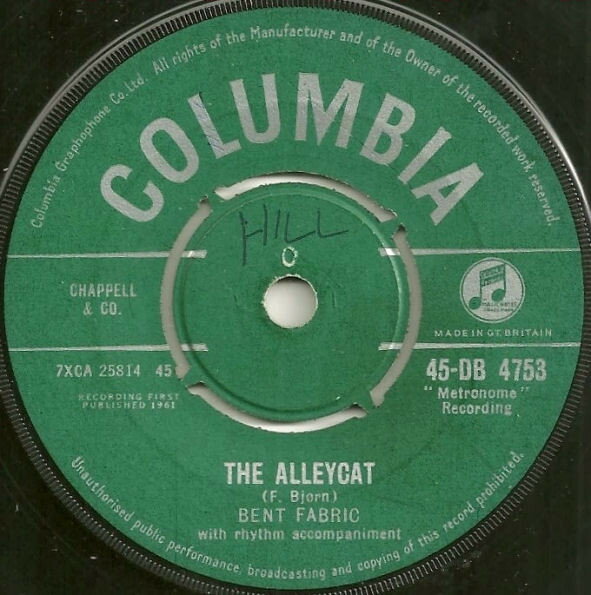 Columbia Graphophone Co. Ltd. All rights of the Manufacturer and of the Owner of the recorded work reserved.
COLUMBIA
HILL
CHAPPELL
& CO.
MADE IN GT. BRITAIN
7XCA 25814 45
45-DB 4753
RECORDING FIRST
PUBLISHED 1961
"Metronome"
Recording
THE ALLEYCAT
(F. Bjørn)
BENT FABRIC
with rhythm accompaniment
Unauthorised public performance, broadcasting and copying of this record prohibited.